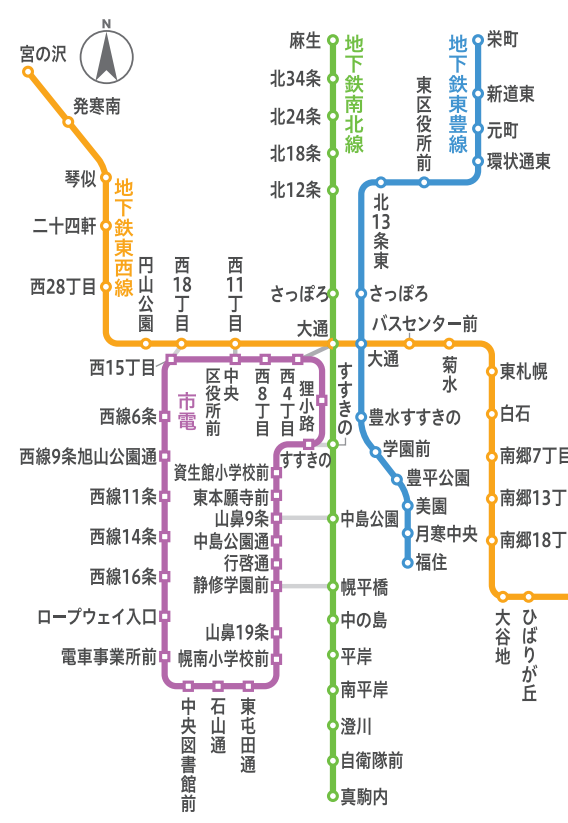 N
宮の沢
発寒南
琴似
二十四軒
西28丁目
地下鉄東西線
円山公園
西18丁目
西11丁目
大通
バスセンター前
菊水
東札幌
白石
南郷7丁目
南郷13丁
南郷18丁
大谷地
ひばりが丘
麻生
北34条
北24条
北18条
北12条
さっぽろ
地下鉄南北線
すすきの
中島公園
幌平橋
中の島
平岸
南平岸
澄川
自衛隊前
真駒内
地下鉄東豊線
栄町
新道東
元町
環状通東
東区役所前
北13条東
さっぽろ
大通
豊水すすきの
学園前
豊平公園
美園
月寒中央
福住
市電
西15丁目
中央区役所前
西8丁目
西4丁目
狸小路
すすきの
資生館小学校前
東本願寺前
山鼻9条
中島公園通
行啓通
静修学園前
山鼻19条
幌南小学校前
東屯田通
石山通
中央図書館前
電車事業所前
ロープウェイ入口
西線16条
西線14条
西線11条
西線9条旭山公園通
西線6条